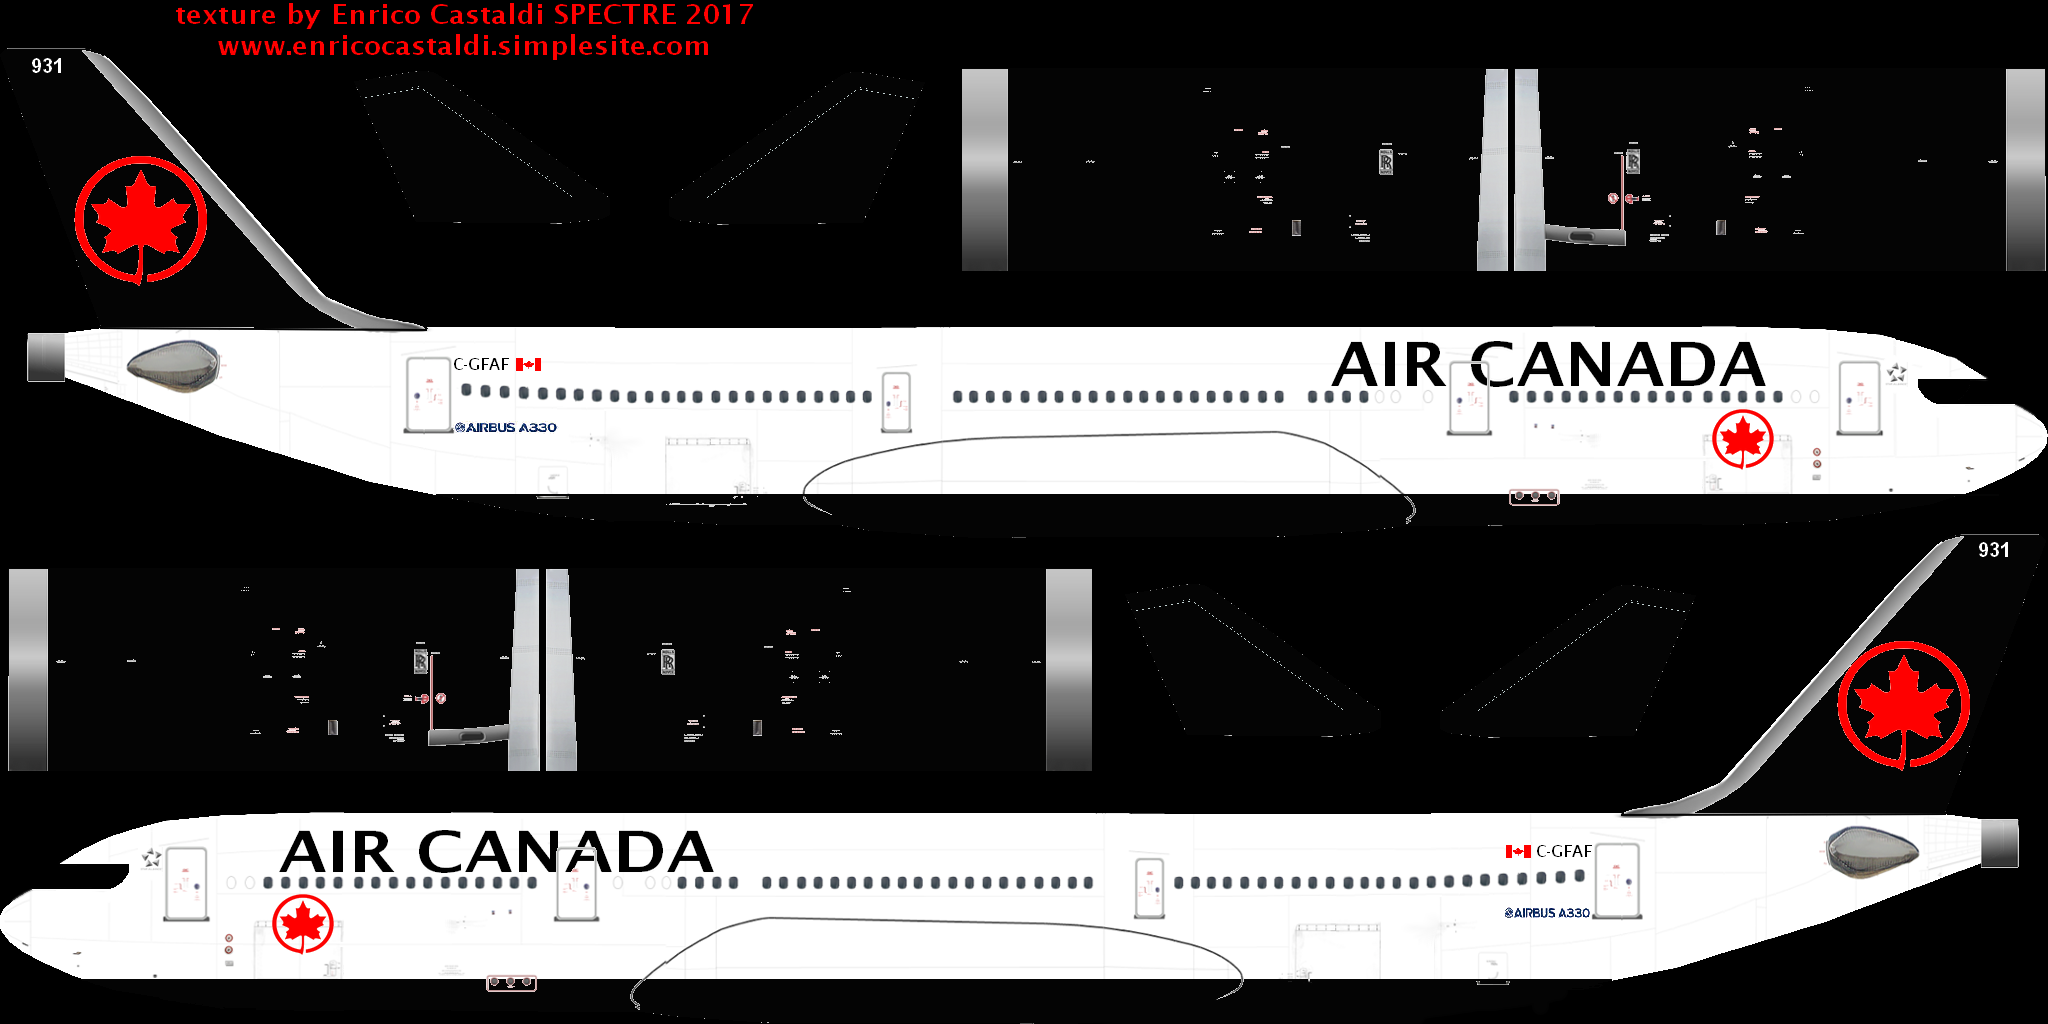 texture by Enrico Castaldi SPECTRE 2017
www.enricocastaldi.simplesite.com
931
C-GFAF
AIR CANADA
AIRBUS A330
931
AIR CANADA
C-GFAF
AIRBUS A330